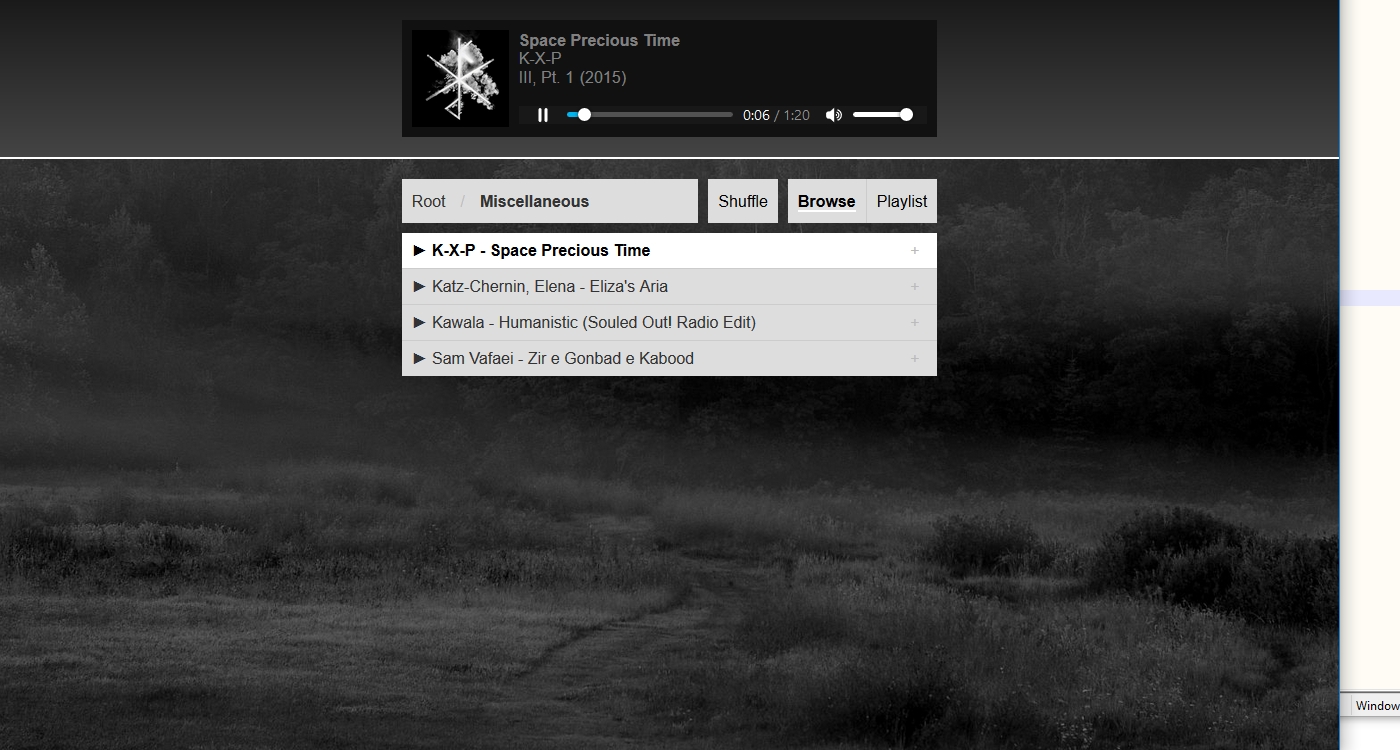 Space Precious Time
K-X-P
III, Pt. 1 (2015)
0:06 / 1:20
Root / Miscellaneous Shuffle Browse Playlist
K-X-P - Space Precious Time +
Katz-Chernin, Elena - Eliza's Aria +
Kawala - Humanistic (Souled Out! Radio Edit) +
Sam Vafaei - Zir e Gonbad e Kabood +
Window